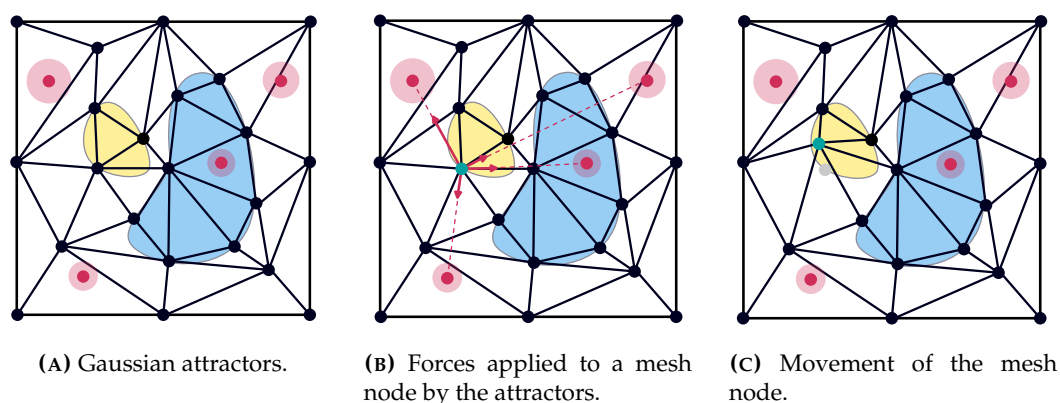 (A) Gaussian attractors.
(B) Forces applied to a mesh
node by the attractors.
(C) Movement of the mesh
node.